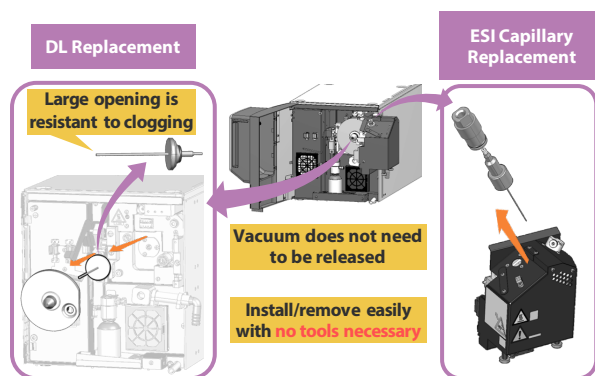 DL Replacement
ESI Capillary
Replacement
Large opening is
resistant to clogging
Vacuum does not need
to be released
Install/remove easily
with no tools necessary